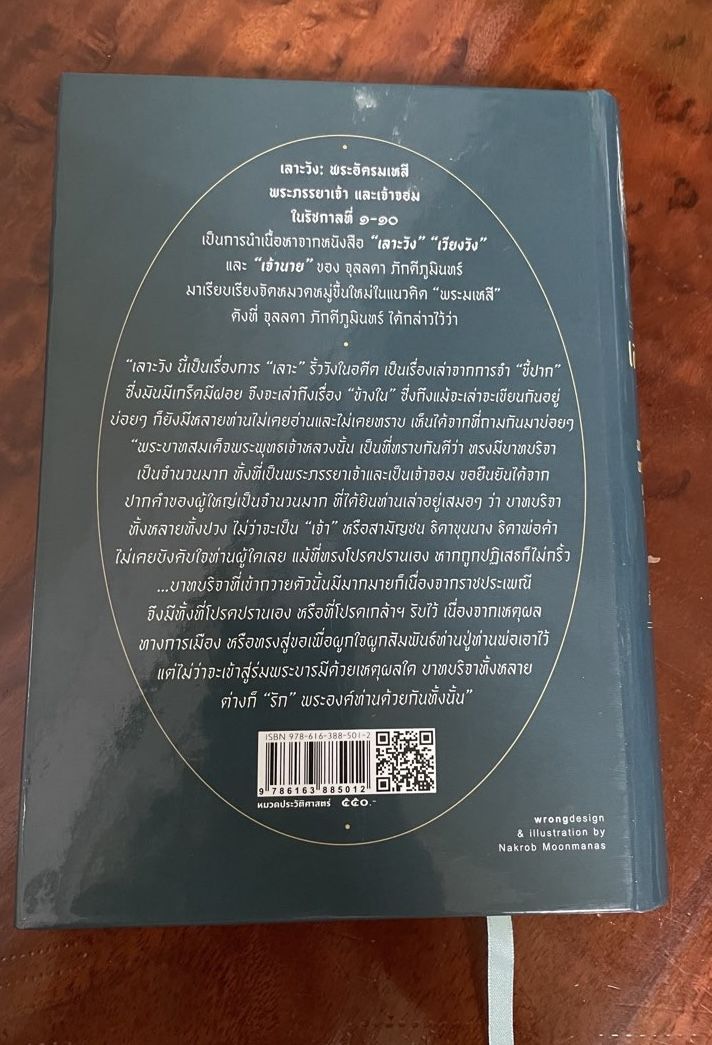 เลาะวัง: พระอัครมเหสี
พระภรรยาเจ้า และเจ้าจอม
ในรัชกาลที่ ๑-๑๐
เป็นการนำเนื้อหาจากหนังสือ “เลาะวัง” “เวียงวัง”
และ “เจ้านาย” ของ จุลลดา ภักดีภูมินทร์
มาเรียบเรียงจัดหมวดหมู่ขึ้นใหม่ในแนวคิด “พระมเหสี”
ดังที่ จุลลดา ภักดีภูมินทร์ ได้กล่าวไว้ว่า
“เลาะวัง นี้เป็นเรื่องการ “เลาะ” รั้ววังในอดีต เป็นเรื่องเล่าจากการจำ “ขี้ปาก”
ซึ่งมันมีเกร็ดมีฝอย จึงจะเล่าถึงเรื่อง “ข้างใน” ซึ่งถึงแม้จะเล่าจะเขียนกันอยู่
บ่อยๆ ก็ยังมีหลายท่านไม่เคยอ่านและไม่เคยทราบ เห็นได้จากที่ถามกันมาบ่อยๆ
“พระบาทสมเด็จพระพุทธเจ้าหลวงนั้น เป็นที่ทราบกันดีว่า ทรงมีบาทบริจา
เป็นจำนวนมาก ทั้งที่เป็นพระภรรยาเจ้าและเป็นเจ้าจอม ขอยืนยันได้จาก
ปากคำของผู้ใหญ่เป็นจำนวนมาก ที่ได้ยินท่านเล่าอยู่เสมอๆ ว่า บาทบริจา
ทั้งหลายทั้งปวง ไม่ว่าจะเป็น “เจ้า” หรือสามัญชน ธิดาขุนนาง ธิดาพ่อค้า
ไม่เคยบังคับใจท่านผู้ใดเลย แม้ที่ทรงโปรดปรานเอง หากถูกปฏิเสธก็ไม่กริ้ว
...บาทบริจาที่เข้าถวายตัวนั้นมีมากมายก็เนื่องจากราชประเพณี
จึงมีทั้งที่โปรดปรานเอง หรือที่โปรดเกล้าฯ รับไว้ เนื่องจากเหตุผล
ทางการเมือง หรือทรงสู่ขอเพื่อผูกใจผูกสัมพันธ์ท่านปู่ท่านพ่อเอาไว้
แต่ไม่ว่าจะเข้าสู่ร่มพระบารมีด้วยเหตุผลใด บาทบริจาทั้งหลาย
ต่างก็ “รัก” พระองค์ท่านด้วยกันทั้งนั้น”
ISBN 978-616-388-501-2
9 786163 885012
หมวดประวัติศาสตร์ ๕๕๐.-
wrongdesign
& illustration by
Nakrob Moonmanas